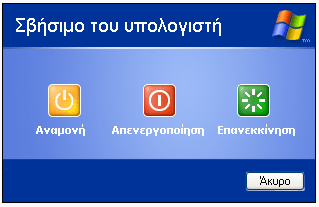 Σβήσιμο του υπολογιστή
Αναμονή Απενεργοποίηση Επανεκκίνηση
Άκυρο